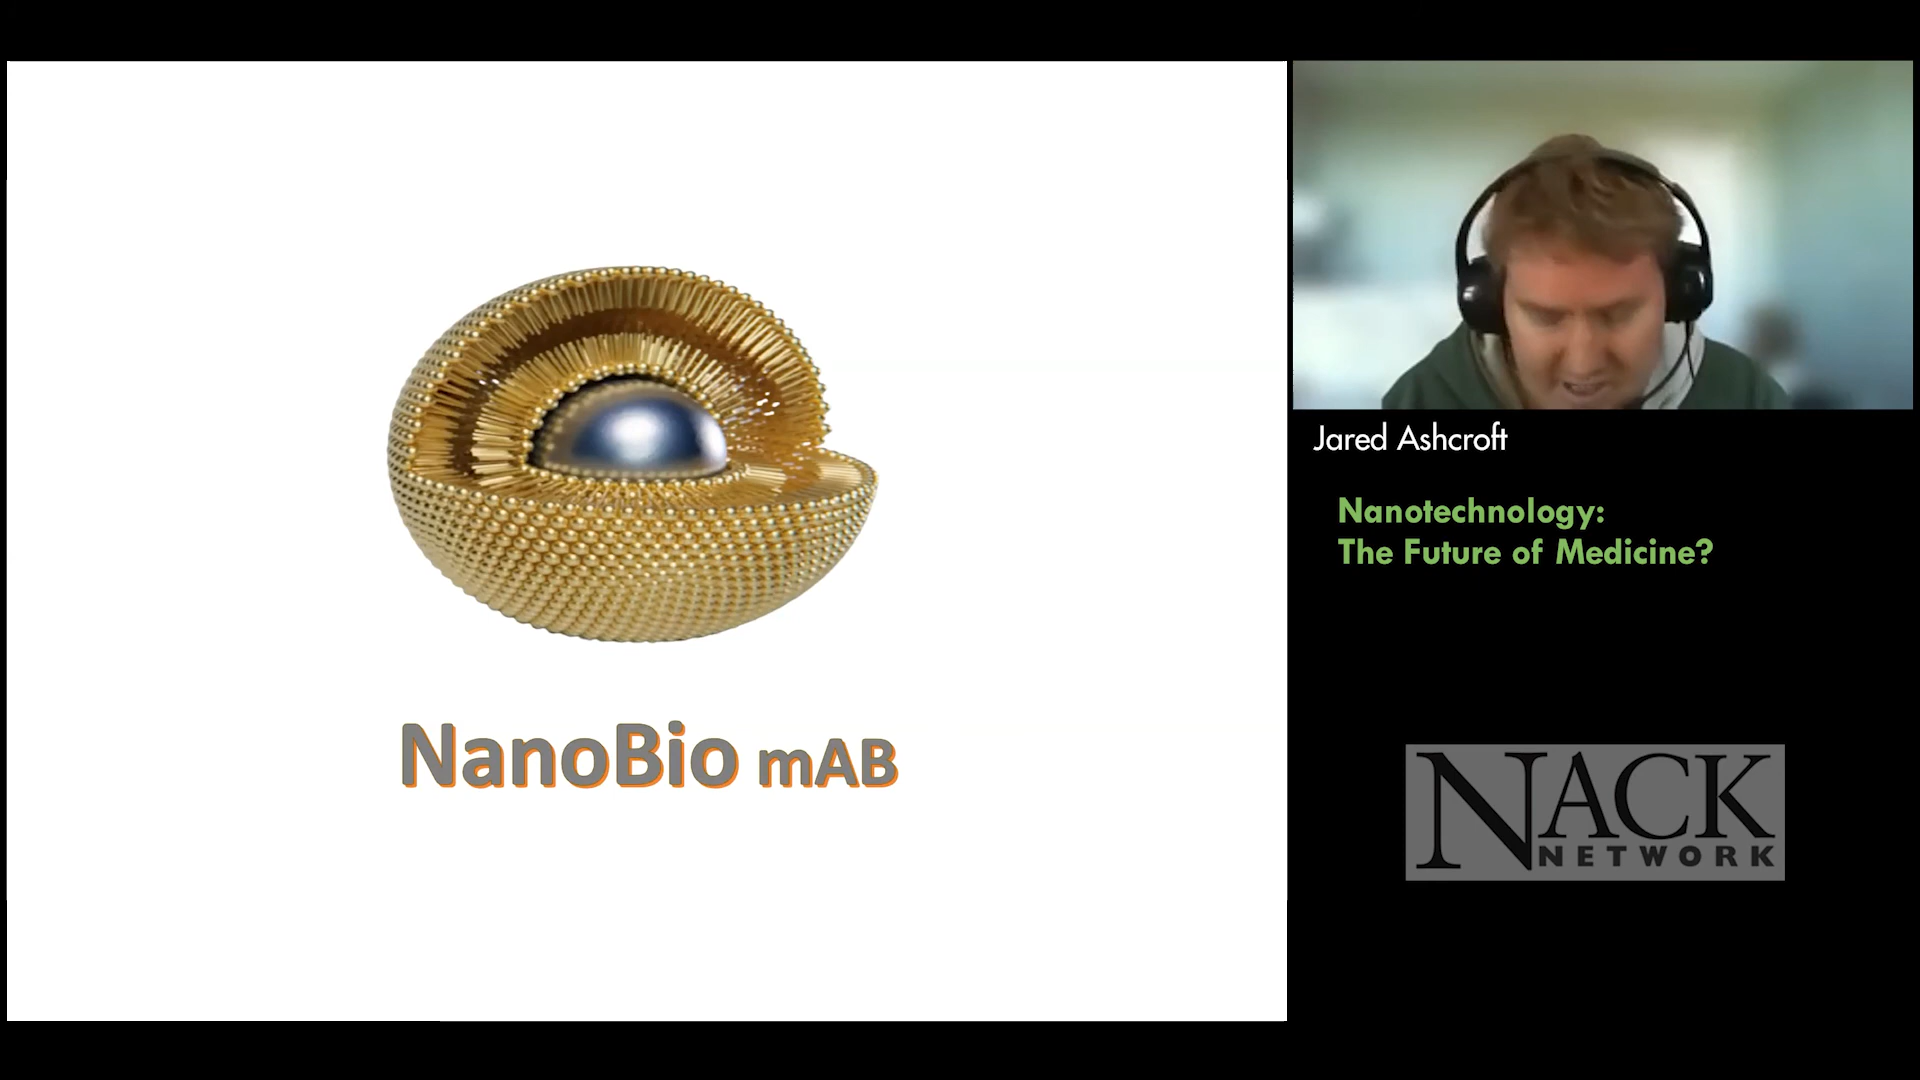 NanoBio mAB
Jared Ashcroft
Nanotechnology:
The Future of Medicine?
NACK
NETWORK